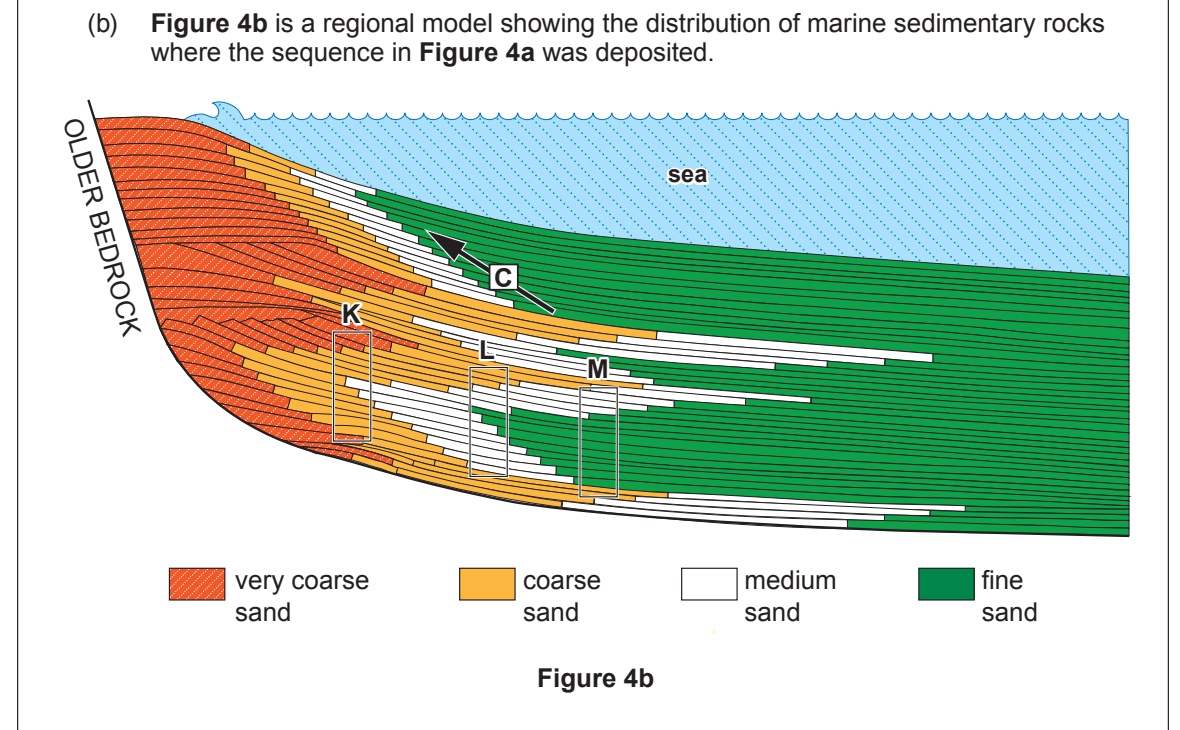 (b) Figure 4b is a regional model showing the distribution of marine sedimentary rocks
where the sequence in Figure 4a was deposited.
OLDER BEDROCK
sea
C
K
L
M
very coarse
sand
coarse
sand
medium
sand
fine
sand
Figure 4b